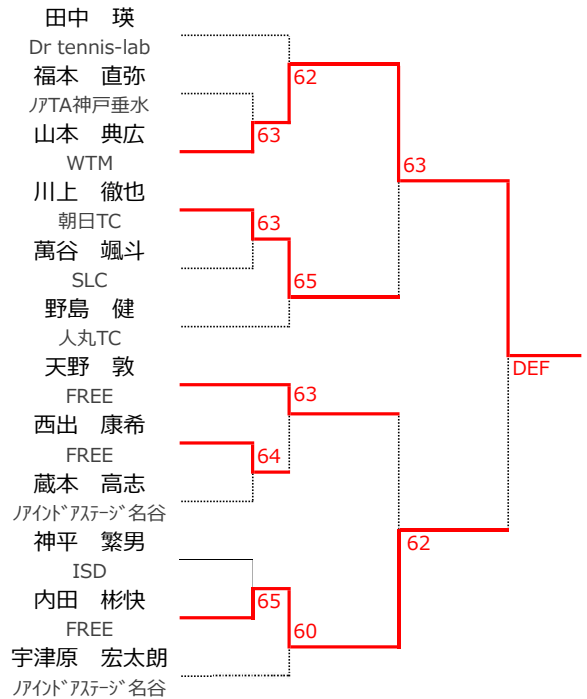 田中　瑛
Dr tennis-lab
福本　直弥
ﾉｱTA神戸垂水
山本　典広
WTM
川上　徹也
朝日TC
萬谷　颯斗
SLC
野島　健
人丸TC
天野　敦
FREE
西出　康希
FREE
蔵本　高志
ﾉｱｲﾝﾄﾞｱｽﾃｰｼﾞ名谷
神平　繁男
ISD
内田　彬快
FREE
宇津原　宏太朗
ﾉｱｲﾝﾄﾞｱｽﾃｰｼﾞ名谷
62
63
63
63
65
DEF
63
64
62
65
60